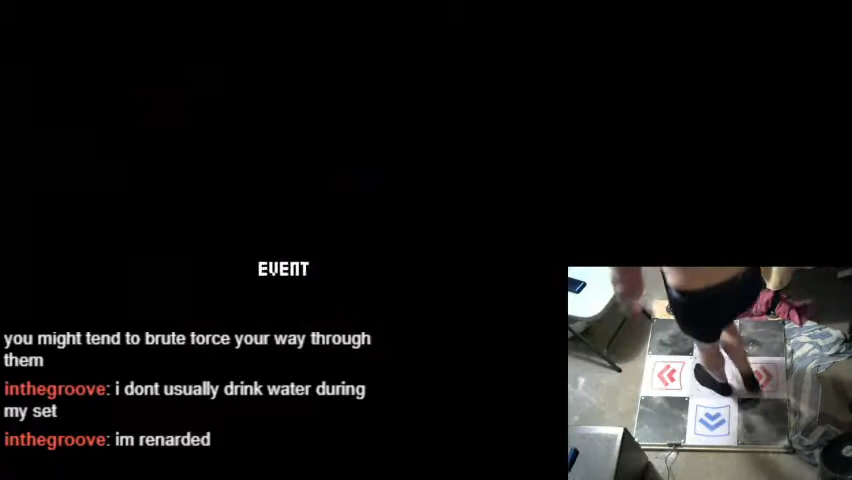 EVENT
you might tend to brute force your way through
them
inthegroove: i dont usually drink water during
my set
inthegroove: im renarded